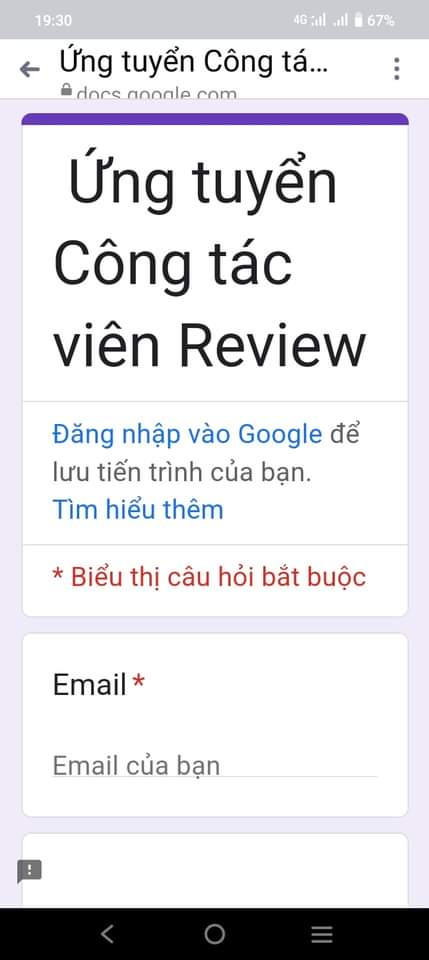 19:30 4G 67%
Ứng tuyển Công tá...
docs.google.com
Ứng tuyển
Công tác
viên Review
Đăng nhập vào Google để
lưu tiến trình của bạn.
Tìm hiểu thêm
* Biểu thị câu hỏi bắt buộc
Email *
Email của bạn